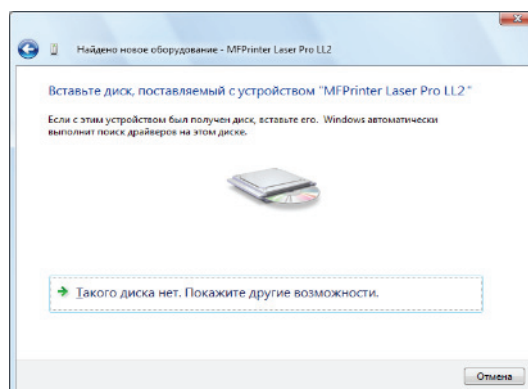 Найдено новое оборудование - MFPrinter Laser Pro LL2
Вставьте диск, поставляемый с устройством "MFPrinter Laser Pro LL2 "
Если с этим устройством был получен диск, вставьте его. Windows автоматически
выполнит поиск драйверов на этом диске.
Такого диска нет. Покажите другие возможности.
Отмена